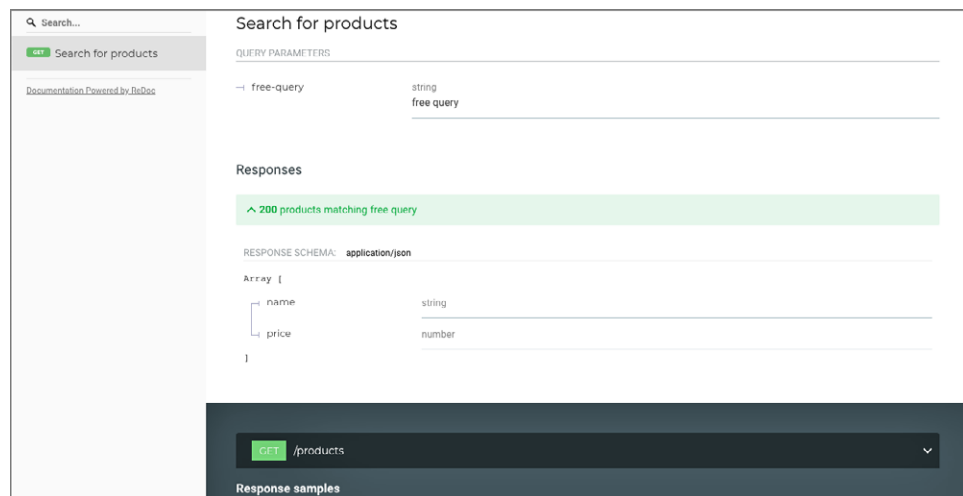 Search...
GET Search for products
Documentation Powered by ReDoc
Search for products
QUERY PARAMETERS
free-query string
free query
Responses
200 products matching free query
RESPONSE SCHEMA: application/json
Array [
name string
price number
]
GET /products
Response samples